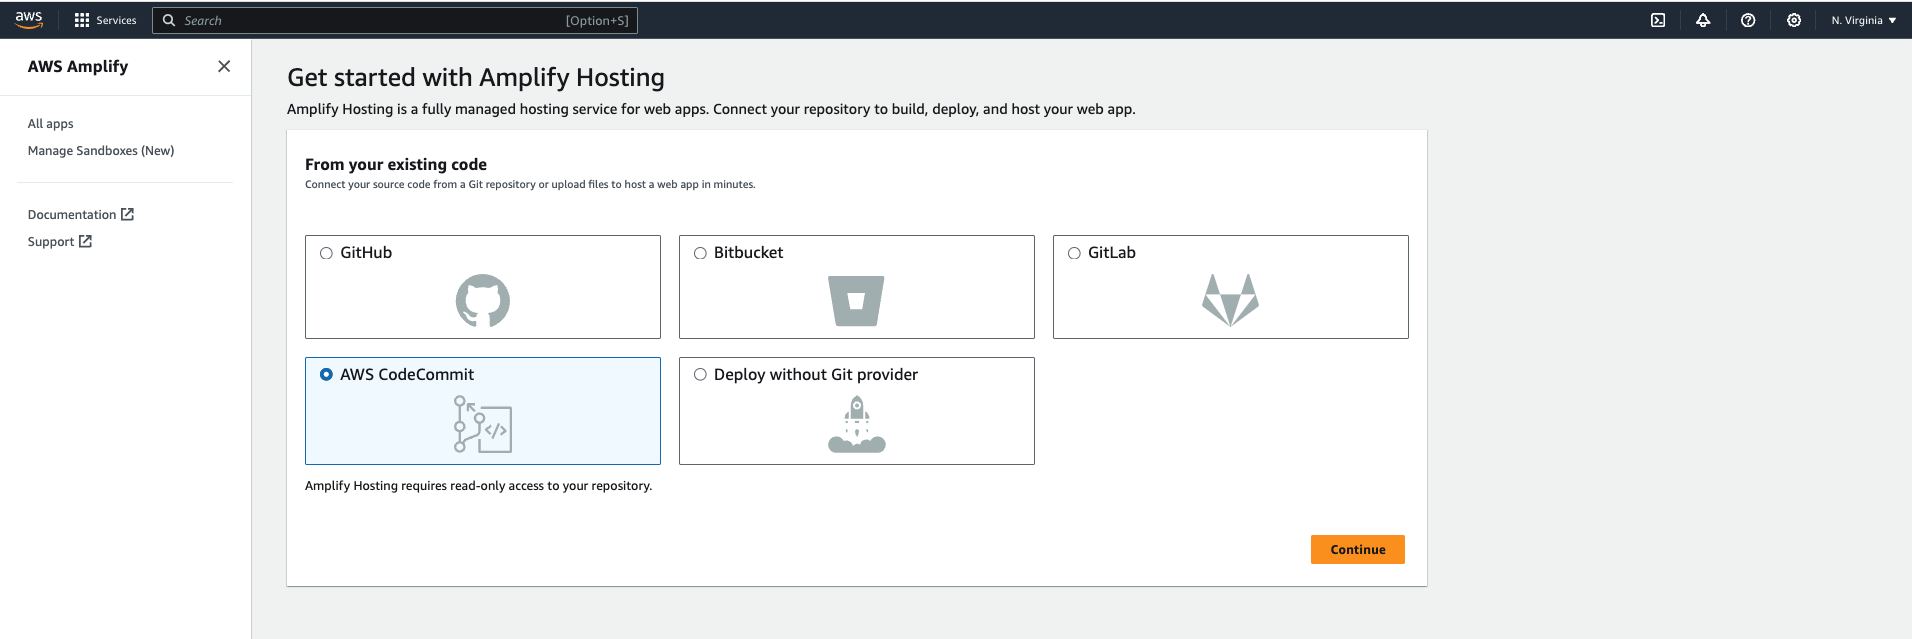 aws
Services
Search
[Option+S]
N. Virginia
AWS Amplify
All apps
Manage Sandboxes (New)
Documentation
Support
Get started with Amplify Hosting
Amplify Hosting is a fully managed hosting service for web apps. Connect your repository to build, deploy, and host your web app.
From your existing code
Connect your source code from a Git repository or upload files to host a web app in minutes.
GitHub
Bitbucket
GitLab
AWS CodeCommit
Deploy without Git provider
Amplify Hosting requires read-only access to your repository.
Continue